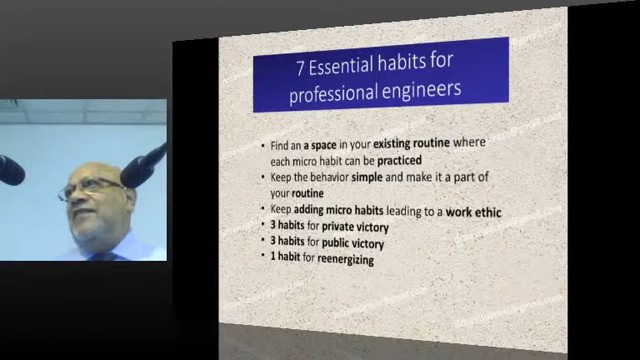 7 Essential habits for
professional engineers
• Find an a space in your existing routine where
each micro habit can be practiced
• Keep the behavior simple and make it a part of
your routine
• Keep adding micro habits leading to a work ethic
• 3 habits for private victory
• 3 habits for public victory
• 1 habit for reenergizing